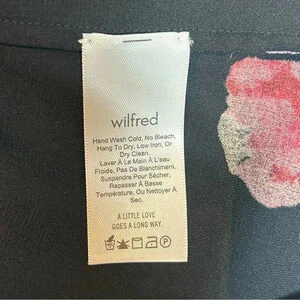 wilfred
Hand Wash Cold, No Bleach,
Hang To Dry, Low Iron, Or
Dry Clean.
Laver À La Main À L'eau
Froide, Pas De Blanchiment,
Suspendre Pour Sécher,
Repasser À Basse
Température, Ou Nettoyer À
Sec.
A LITTLE LOVE
GOES A LONG WAY.